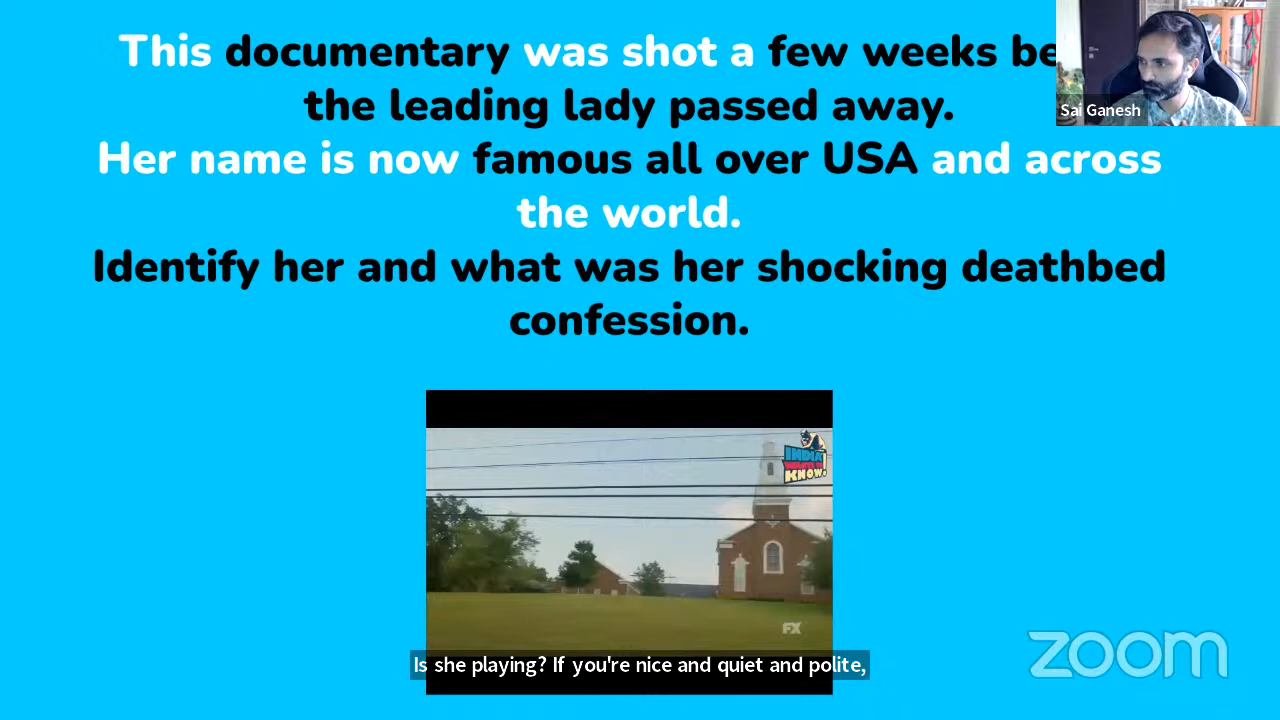 This documentary was shot a few weeks be
the leading lady passed away.
Her name is now famous all over USA and across
the world.
Identify her and what was her shocking deathbed
confession.
Sai Ganesh
INDIA
WANTS TO
KNOW!
FX
Is she playing? If you're nice and quiet and polite,
zoom